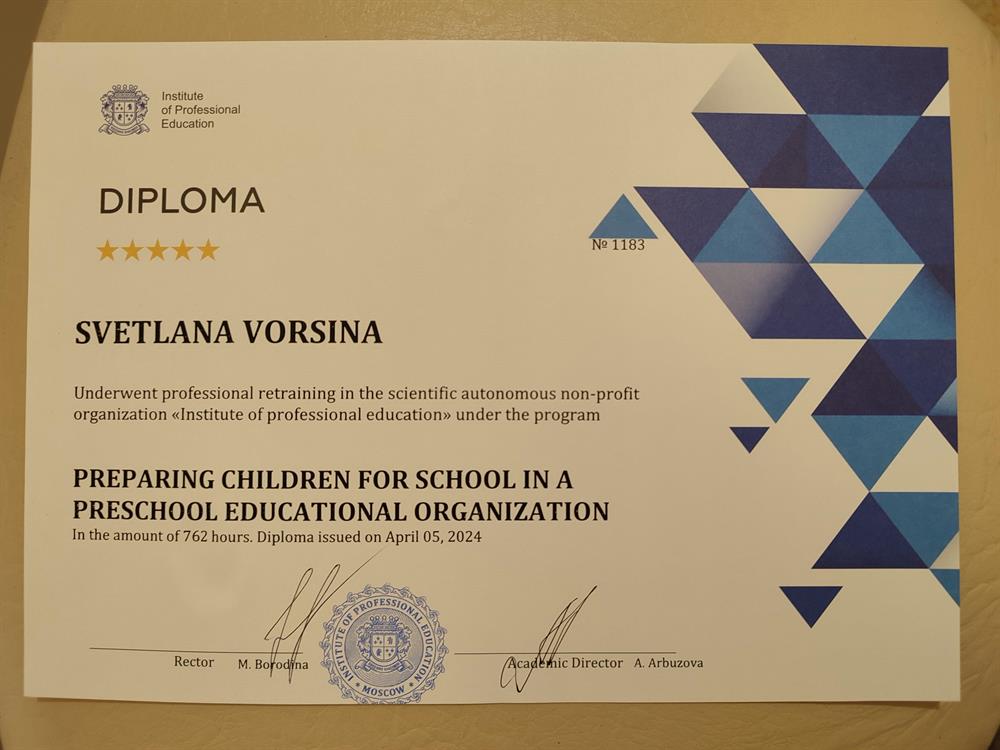 Institute
of Professional
Education
DIPLOMA
№ 1183
SVETLANA VORSINA
Underwent professional retraining in the scientific autonomous non-profit
organization «Institute of professional education» under the program
PREPARING CHILDREN FOR SCHOOL IN A
PRESCHOOL EDUCATIONAL ORGANIZATION
In the amount of 762 hours. Diploma issued on April 05, 2024
Rector M. Borodina
INSTITUTE OF PROFESSIONAL EDUCATION
* MOSCOW *
Academic Director A. Arbuzova